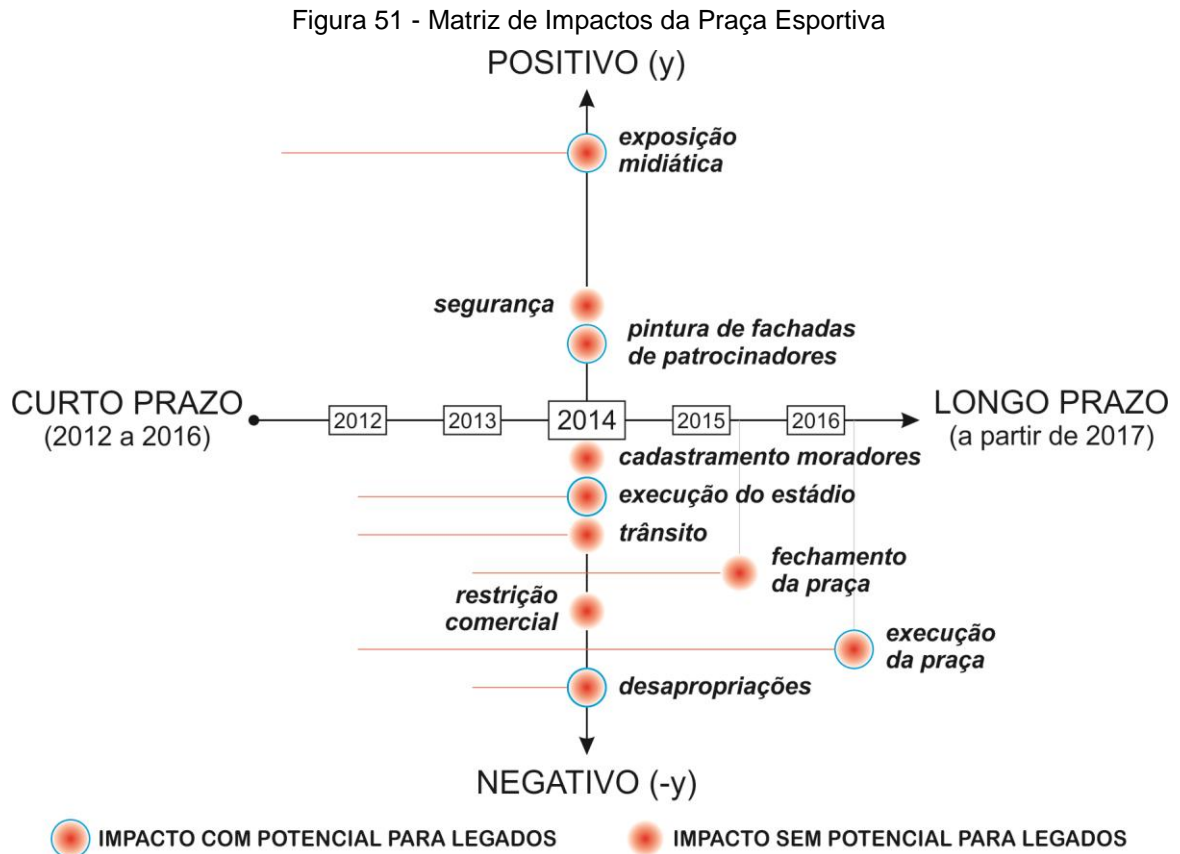 Figura 51 - Matriz de Impactos da Praça Esportiva
POSITIVO (y)
exposição
midiática
segurança
pintura de fachadas
de patrocinadores
CURTO PRAZO
(2012 a 2016)
2012
2013
2014
2015
2016
LONGO PRAZO
(a partir de 2017)
cadastramento moradores
execução do estádio
trânsito
fechamento
da praça
restrição
comercial
execução
da praça
desapropriações
NEGATIVO (-y)
IMPACTO COM POTENCIAL PARA LEGADOS
IMPACTO SEM POTENCIAL PARA LEGADOS